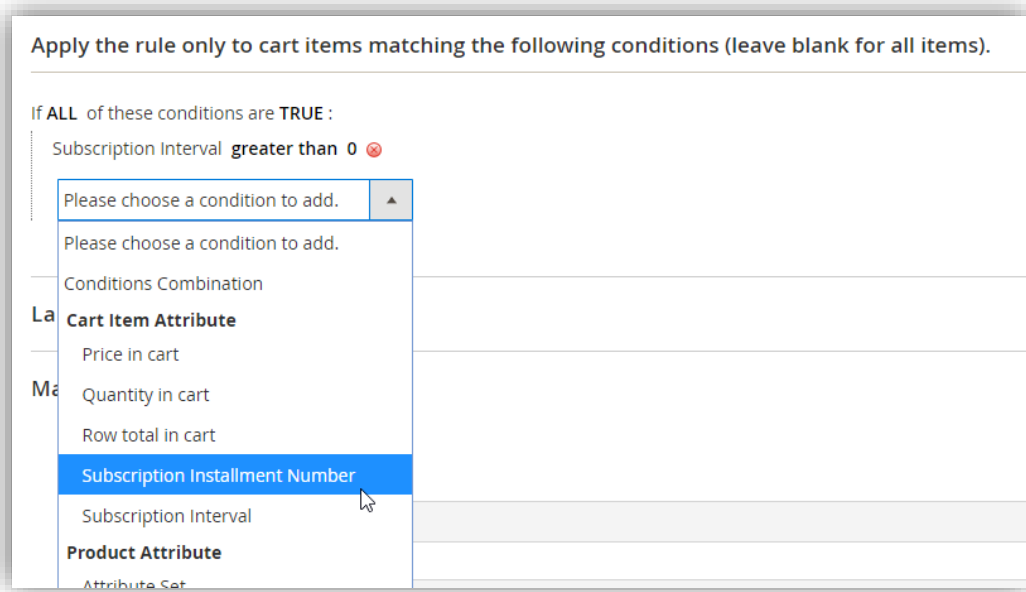 Apply the rule only to cart items matching the following conditions (leave blank for all items).
If ALL of these conditions are TRUE :
Subscription Interval greater than 0
Please choose a condition to add.
Please choose a condition to add.
Conditions Combination
La
Cart Item Attribute
Price in cart
Ma
Quantity in cart
Row total in cart
Subscription Installment Number
Subscription Interval
Product Attribute
Attribute Set